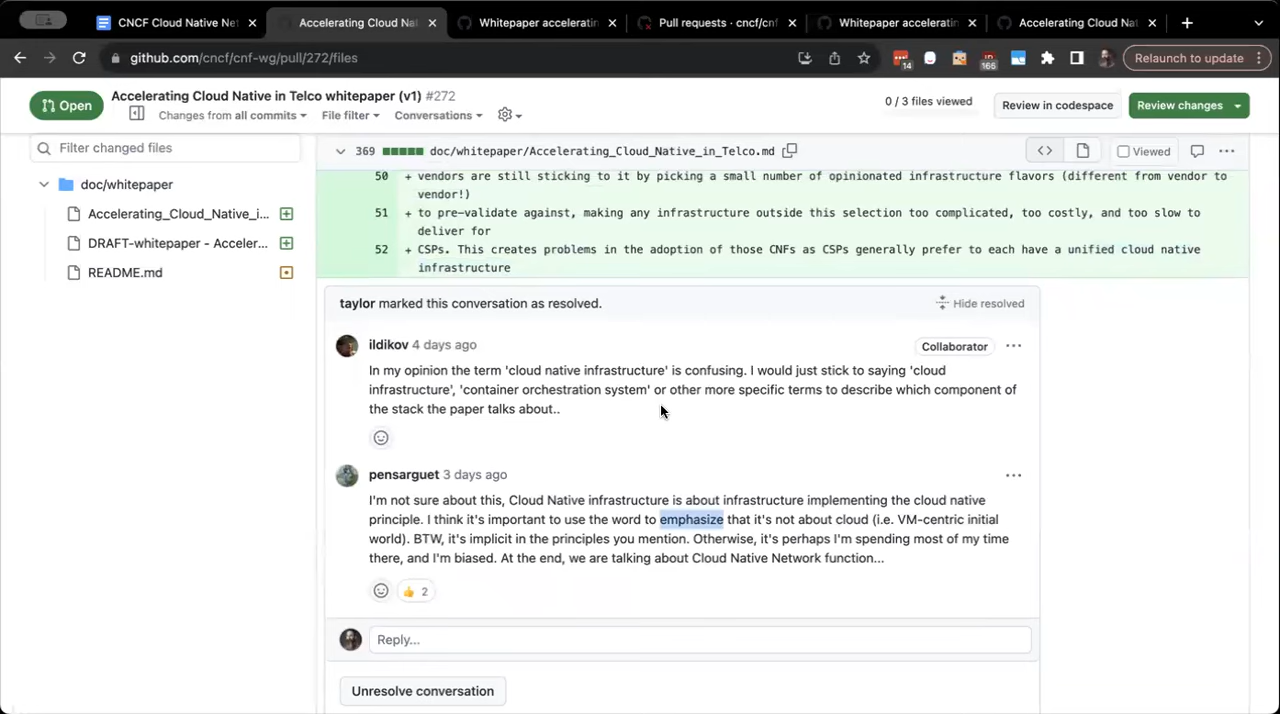 CNCF Cloud Native Net
Accelerating Cloud Nat
Whitepaper acceleratin
Pull requests · cncf/cnf
Whitepaper acceleratin
Accelerating Cloud Nat
github.com/cncf/cnf-wg/pull/272/files
14
166
Relaunch to update
Open
Accelerating Cloud Native in Telco whitepaper (v1) #272
Changes from all commits
File filter
Conversations
0 / 3 files viewed
Review in codespace
Review changes
Filter changed files
doc/whitepaper
Accelerating_Cloud_Native_i...
DRAFT-whitepaper - Acceler...
README.md
369
doc/whitepaper/Accelerating_Cloud_Native_in_Telco.md
Viewed
50 + vendors are still sticking to it by picking a small number of opinionated infrastructure flavors (different from vendor to
vendor!)
51 + to pre-validate against, making any infrastructure outside this selection too complicated, too costly, and too slow to
deliver for
52 + CSPs. This creates problems in the adoption of those CNFs as CSPs generally prefer to each have a unified cloud native
infrastructure
taylor marked this conversation as resolved.
Hide resolved
ildikov 4 days ago
Collaborator
In my opinion the term 'cloud native infrastructure' is confusing. I would just stick to saying 'cloud
infrastructure', 'container orchestration system' or other more specific terms to describe which component of
the stack the paper talks about..
pensarguet 3 days ago
I'm not sure about this, Cloud Native infrastructure is about infrastructure implementing the cloud native
principle. I think it's important to use the word to emphasize that it's not about cloud (i.e. VM-centric initial
world). BTW, it's implicit in the principles you mention. Otherwise, it's perhaps I'm spending most of my time
there, and I'm biased. At the end, we are talking about Cloud Native Network function...
👍 2
Reply...
Unresolve conversation